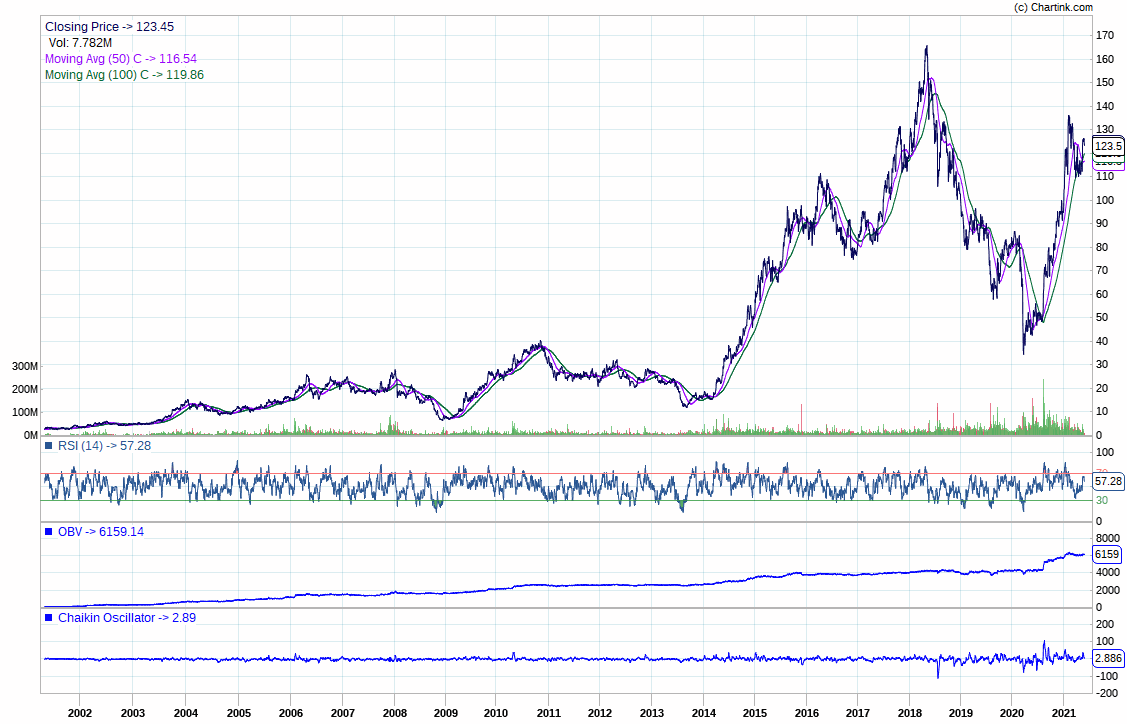 (c) Chartink.com
Closing Price -> 123.45
Vol: 7.782M
Moving Avg (50) C -> 116.54
Moving Avg (100) C -> 119.86
170
160
150
140
130
123.5
110
100
90
80
70
60
50
40
30
20
10
0
300M
200M
100M
0M
RSI (14) -> 57.28
100
70
57.28
30
0
OBV -> 6159.14
8000
6159
4000
2000
0
Chaikin Oscillator -> 2.89
200
100
2.886
-100
-200
2002 2003 2004 2005 2006 2007 2008 2009 2010 2011 2012 2013 2014 2015 2016 2017 2018 2019 2020 2021